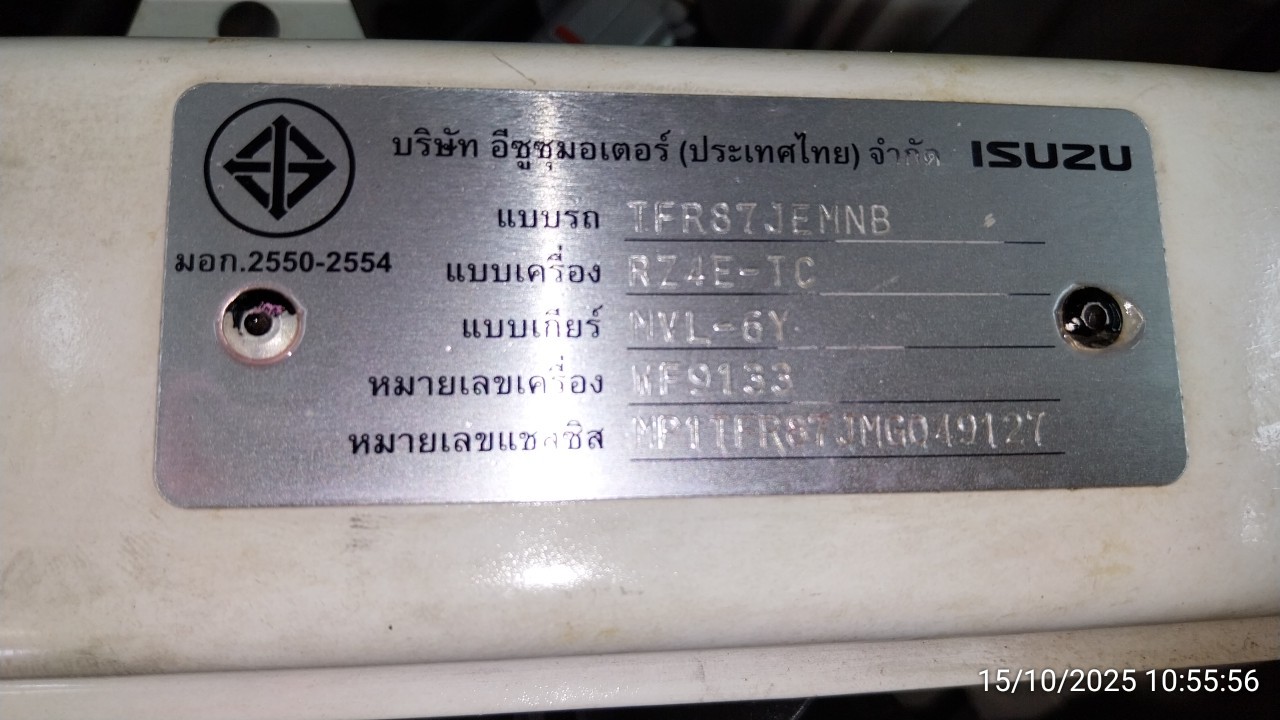 บริษัท อีซูซุมอเตอร์ (ประเทศไทย) จำกัด ISUZU
แบบรถ TFR87JEMNB
มอก.2550-2554
แบบเครื่อง RZ4E-TC
แบบเกียร์ MVL-6Y
หมายเลขเครื่อง WF9133
หมายเลขแชสซิส MP1TFR87JMG049127
15/10/2025 10:55:56